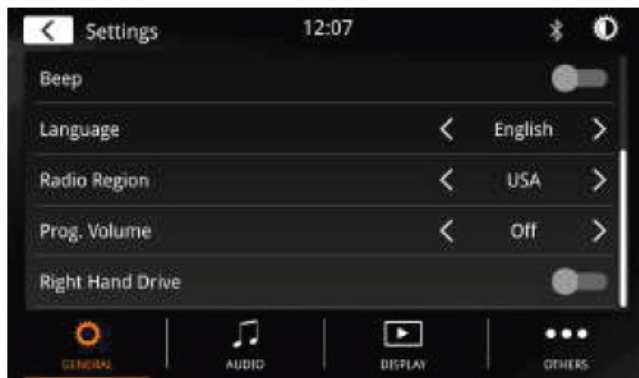 Settings 12:07
Beep
Language English
Radio Region USA
Prog. Volume Off
Right Hand Drive
GENERAL AUDIO DISPLAY OTHERS